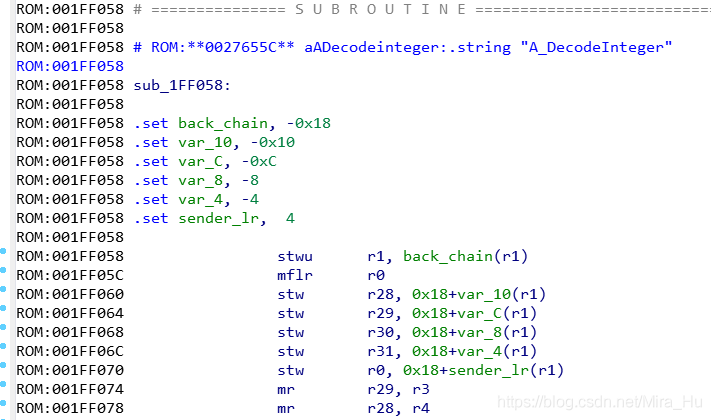 ROM:001FF058 # =============== S U B R O U T I N E ===========================
ROM:001FF058
ROM:001FF058 # ROM:**0027655C** aADecodeinteger:.string "A_DecodeInteger"
ROM:001FF058
ROM:001FF058 sub_1FF058:
ROM:001FF058
ROM:001FF058 .set back_chain, -0x18
ROM:001FF058 .set var_10, -0x10
ROM:001FF058 .set var_C, -0xC
ROM:001FF058 .set var_8, -8
ROM:001FF058 .set var_4, -4
ROM:001FF058 .set sender_lr,  4
ROM:001FF058
ROM:001FF058 stwu r1, back_chain(r1)
ROM:001FF05C mflr r0
ROM:001FF060 stw r28, 0x18+var_10(r1)
ROM:001FF064 stw r29, 0x18+var_C(r1)
ROM:001FF068 stw r30, 0x18+var_8(r1)
ROM:001FF06C stw r31, 0x18+var_4(r1)
ROM:001FF070 stw r0, 0x18+sender_lr(r1)
ROM:001FF074 mr r29, r3
ROM:001FF078 mr r28, r4
https://blog.csdn.net/Mira_Hu